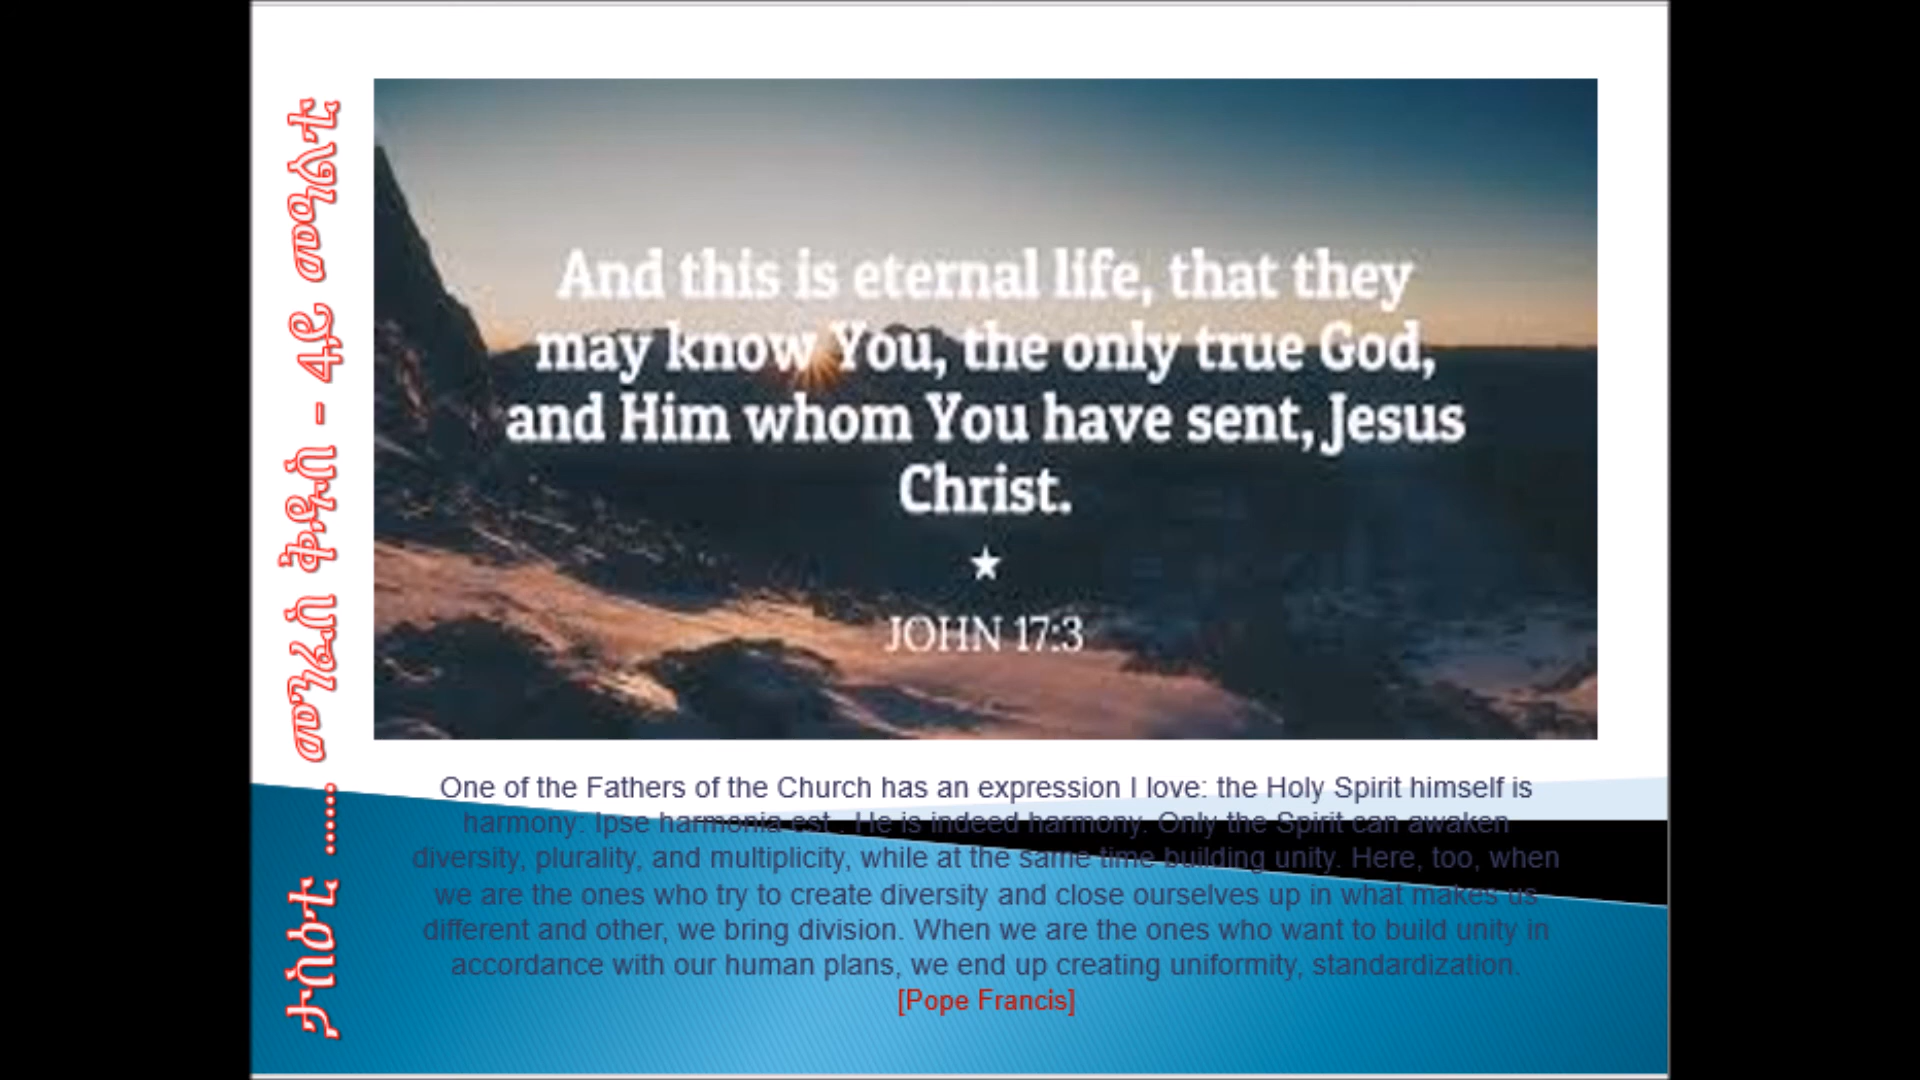 ታስዕቲ ...... መንፈስ ቅዱስ - ሻድ መዓልቲ
And this is eternal life, that they
may know You, the only true God,
and Him whom You have sent, Jesus
Christ.
JOHN 17:3
One of the Fathers of the Church has an expression I love: the Holy Spirit himself is
harmony: Ipse harmonia est . He is indeed harmony. Only the Spirit can awaken
diversity, plurality, and multiplicity, while at the same time building unity. Here, too, when
we are the ones who try to create diversity and close ourselves up in what makes us
different and other, we bring division. When we are the ones who want to build unity in
accordance with our human plans, we end up creating uniformity, standardization.
[Pope Francis]